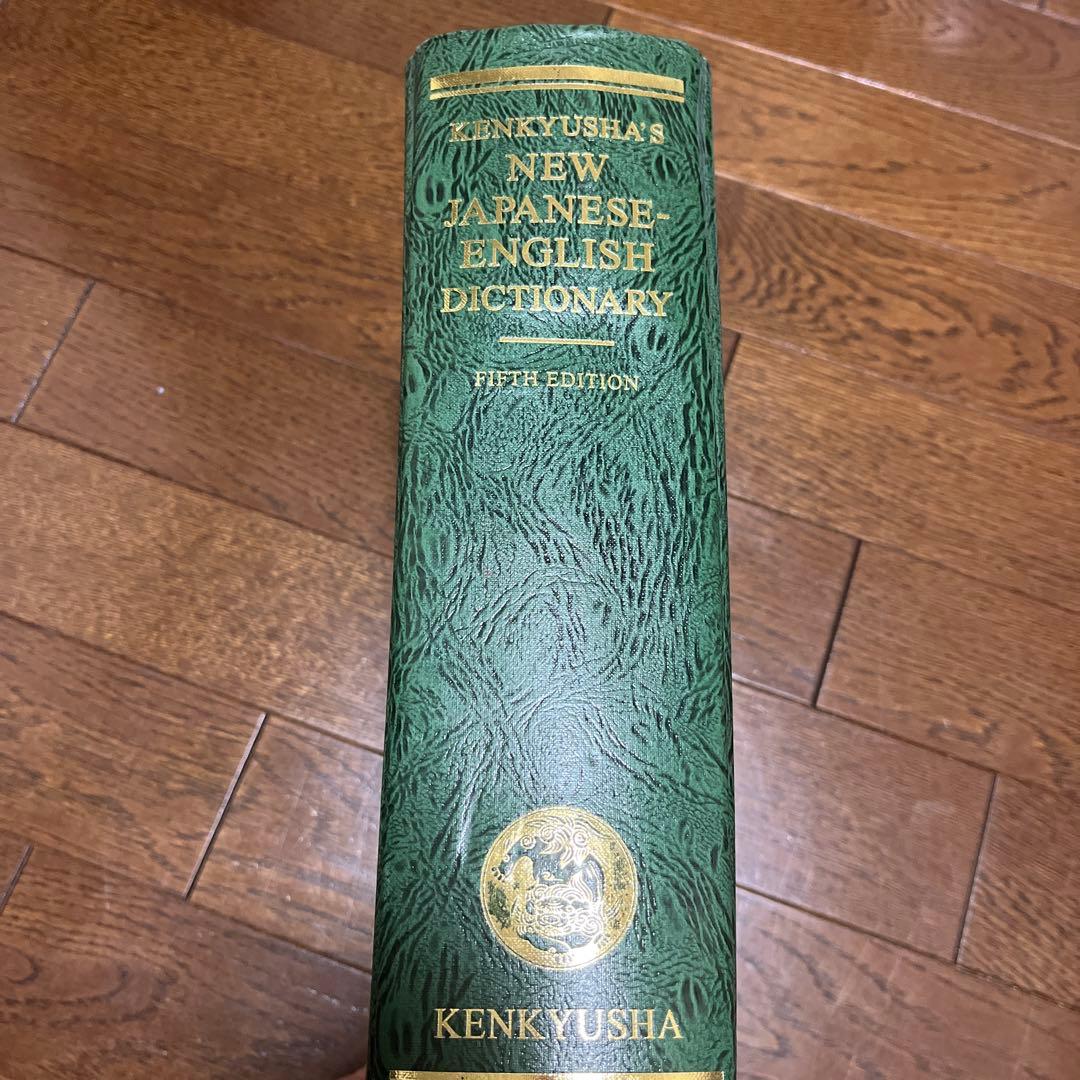 KENKYUSHA'S
NEW
JAPANESE-
ENGLISH
DICTIONARY
FIFTH EDITION
KENKYUSHA